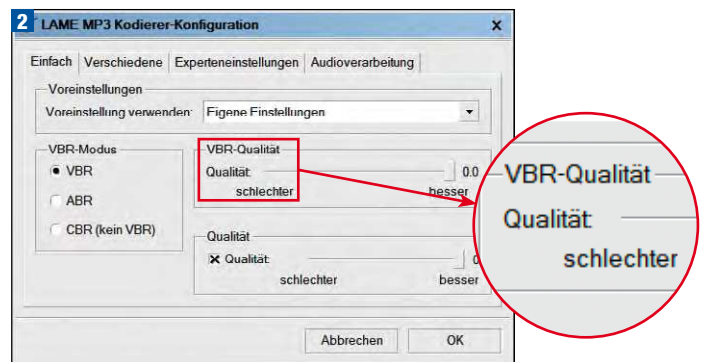 2 LAME MP3 Kodierer-Konfiguration x
Einfach Verschiedene Experteneinstellungen Audioverarbeitung
Voreinstellungen
Voreinstellung verwenden: Eigene Einstellungen
VBR-Modus
VBR
ABR
CBR (kein VBR)
VBR-Qualität
Qualität: 0.0
schlechter besser
Qualität
Qualität: 0
schlechter besser
Abbrechen OK
VBR-Qualität
Qualität:
schlechter